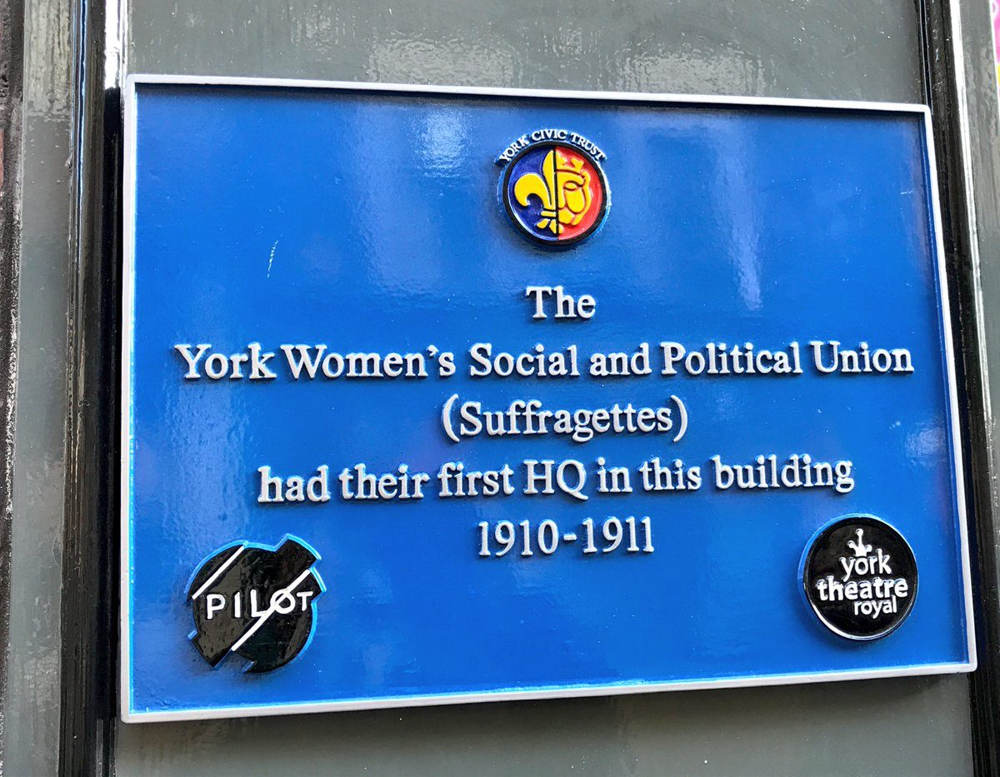 YORK CIVIC TRUST
The
York Women's Social and Political Union
(Suffragettes)
had their first HQ in this building
1910-1911
PILOT
york
theatre
royal